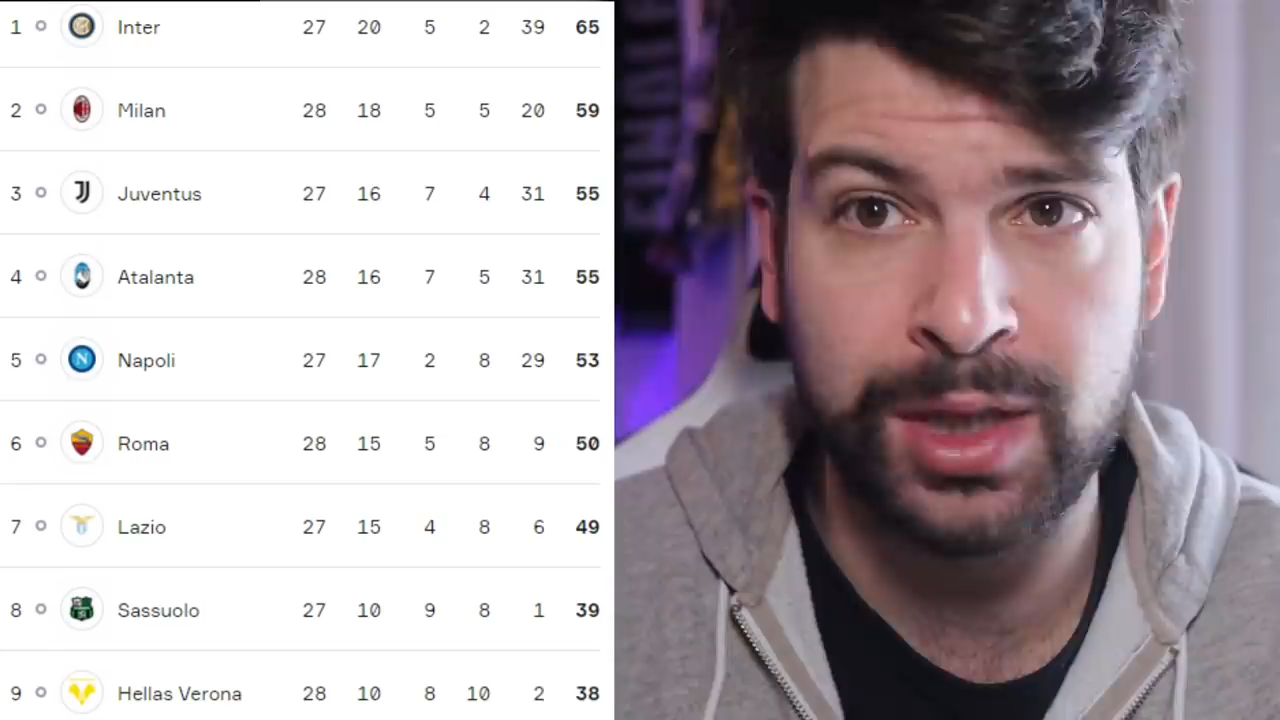 1 Inter 27 20 5 2 39 65
2 Milan 28 18 5 5 20 59
3 Juventus 27 16 7 4 31 55
4 Atalanta 28 16 7 5 31 55
5 N Napoli 27 17 2 8 29 53
6 Roma 28 15 5 8 9 50
7 Lazio 27 15 4 8 6 49
8 Sassuolo 27 10 9 8 1 39
9 Hellas Verona 28 10 8 10 2 38